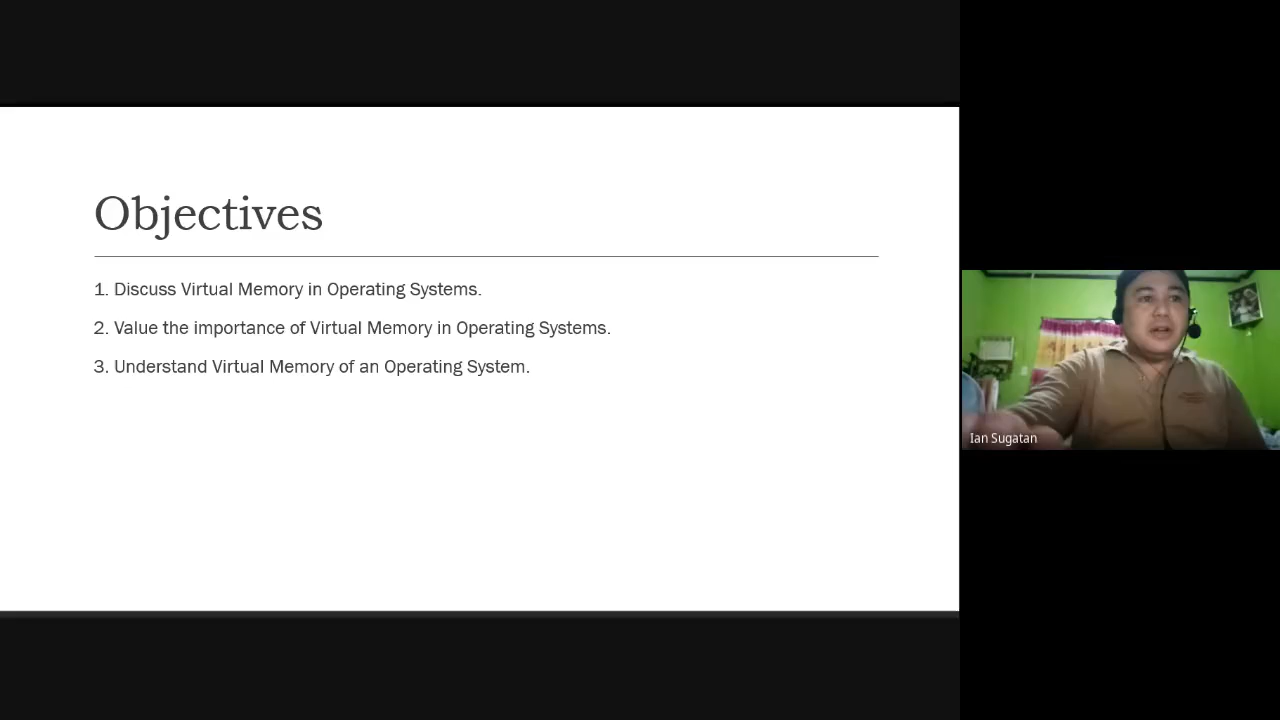 Objectives
1. Discuss Virtual Memory in Operating Systems.
2. Value the importance of Virtual Memory in Operating Systems.
3. Understand Virtual Memory of an Operating System.
Ian Sugatan